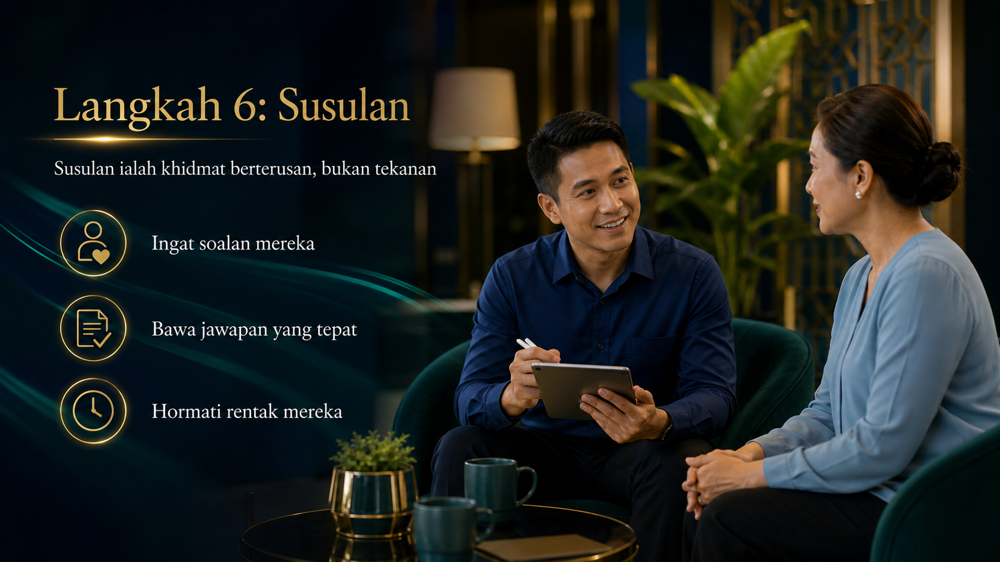 Langkah 6: Susulan
Susulan ialah khidmat berterusan, bukan tekanan
Ingat soalan mereka
Bawa jawapan yang tepat
Hormati rentak mereka